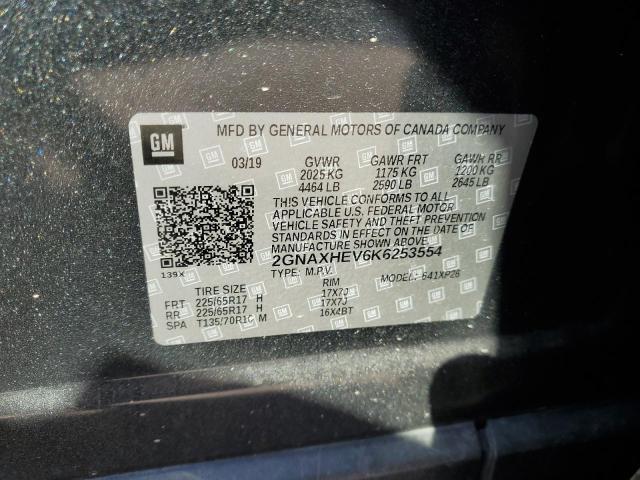 GM
MFD BY GENERAL MOTORS OF CANADA COMPANY
03/19 GVWR GAWR FRT GAWR RR
2025 KG 1175 KG 1200 KG
4464 LB 2590 LB 2645 LB
THIS VEHICLE CONFORMS TO ALL
APPLICABLE U.S. FEDERAL MOTOR
VEHICLE SAFETY AND THEFT PREVENTION
STANDARDS IN EFFECT ON THE DATE OF
MANUFACTURE SHOWN ABOVE.
2GNAXHEV6K6253554
139X
TYPE: M.P.V. MODEL: 641XP26
TIRE SIZE RIM
FRT 225/65R17 H 17X7J
RR 225/65R17 H 17X7J
SPA T135/70R16 M 16X4BT